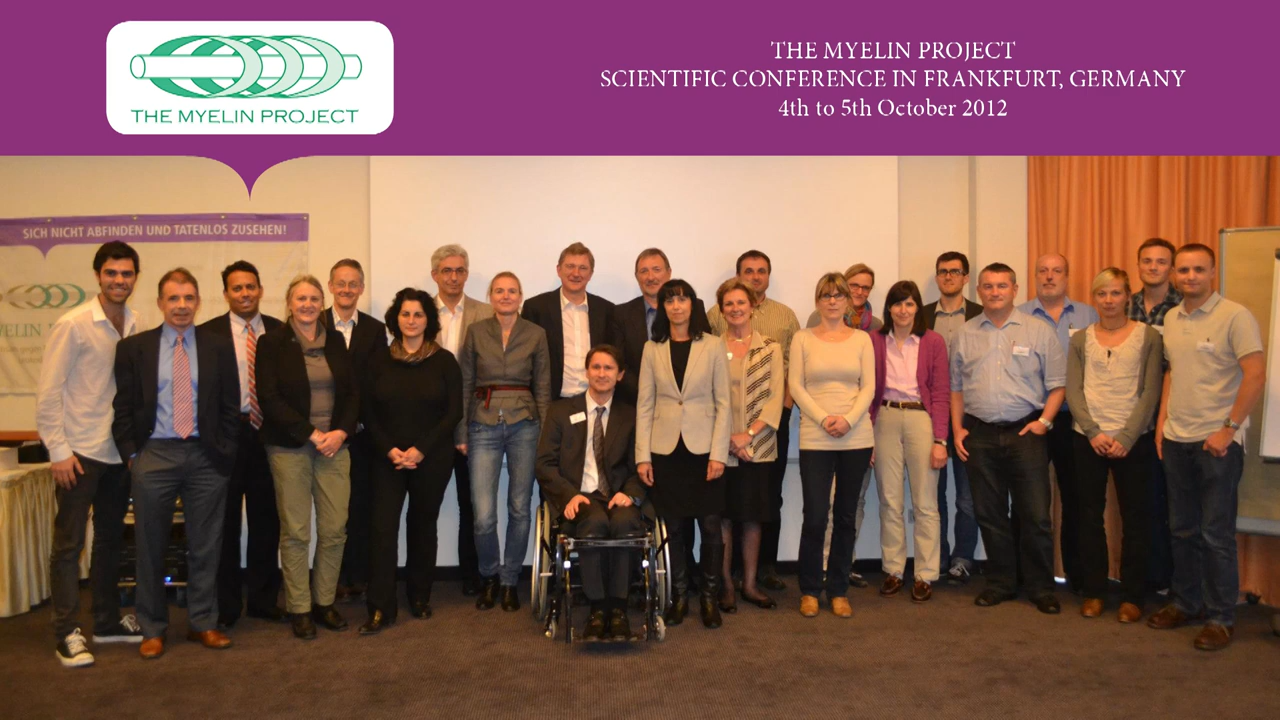 THE MYELIN PROJECT
THE MYELIN PROJECT
SCIENTIFIC CONFERENCE IN FRANKFURT, GERMANY
4th to 5th October 2012
SICH NICHT ABFINDEN UND TATENLOS ZUSEHEN!